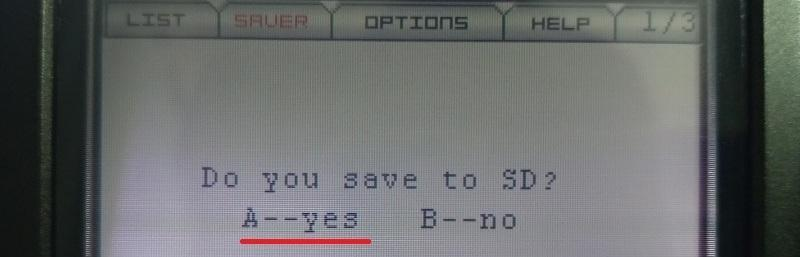 LIST SAVER OPTIONS HELP 1/3
Do you save to SD?
A--yes B--no